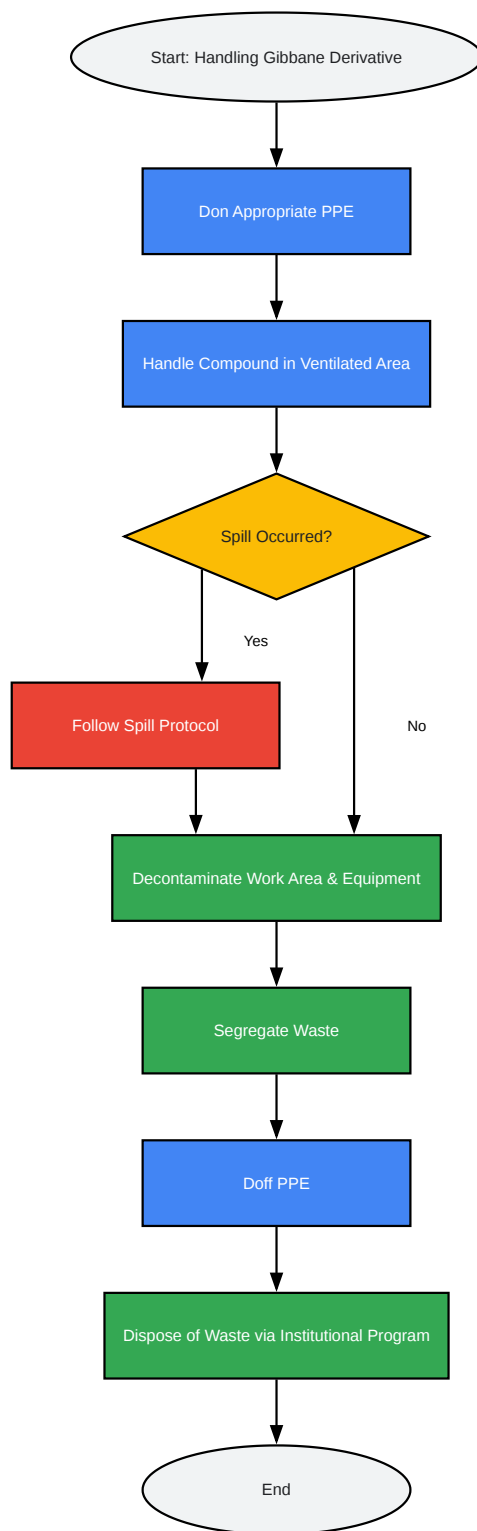 Start: Handling Gibbane Derivative
Don Appropriate PPE
Handle Compound in Ventilated Area
Spill Occurred?
Yes
Follow Spill Protocol
No
Decontaminate Work Area & Equipment
Segregate Waste
Doff PPE
Dispose of Waste via Institutional Program
End